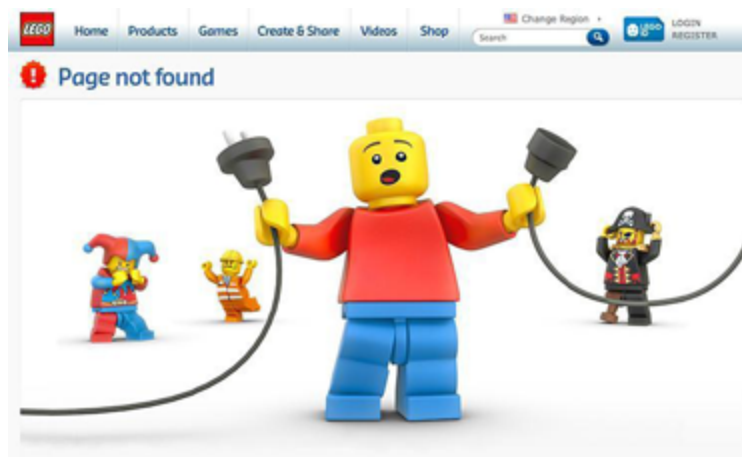 LEGO
Home Products Games Create & Share Videos Shop
Change Region
Search
LOGIN
REGISTER
Page not found